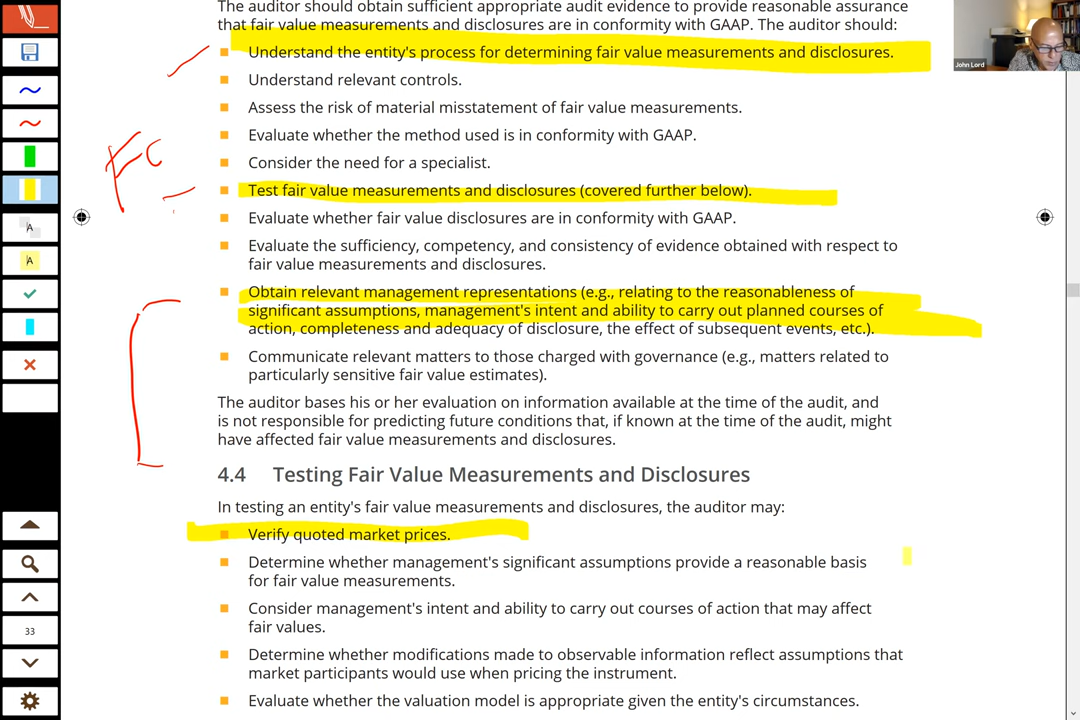 The auditor should obtain sufficient appropriate audit evidence to provide reasonable assurance
that fair value measurements and disclosures are in conformity with GAAP. The auditor should:
Understand the entity's process for determining fair value measurements and disclosures.
John Lord
Understand relevant controls.
Assess the risk of material misstatement of fair value measurements.
Evaluate whether the method used is in conformity with GAAP.
Consider the need for a specialist.
Test fair value measurements and disclosures (covered further below).
Evaluate whether fair value disclosures are in conformity with GAAP.
A
Evaluate the sufficiency, competency, and consistency of evidence obtained with respect to
fair value measurements and disclosures.
A
Obtain relevant management representations (e.g., relating to the reasonableness of
significant assumptions, management's intent and ability to carry out planned courses of
action, completeness and adequacy of disclosure, the effect of subsequent events, etc.).
Communicate relevant matters to those charged with governance (e.g., matters related to
particularly sensitive fair value estimates).
The auditor bases his or her evaluation on information available at the time of the audit, and
is not responsible for predicting future conditions that, if known at the time of the audit, might
have affected fair value measurements and disclosures.
4.4 Testing Fair Value Measurements and Disclosures
In testing an entity's fair value measurements and disclosures, the auditor may:
Verify quoted market prices.
Determine whether management's significant assumptions provide a reasonable basis
for fair value measurements.
Consider management's intent and ability to carry out courses of action that may affect
fair values.
33
Determine whether modifications made to observable information reflect assumptions that
market participants would use when pricing the instrument.
Evaluate whether the valuation model is appropriate given the entity's circumstances.